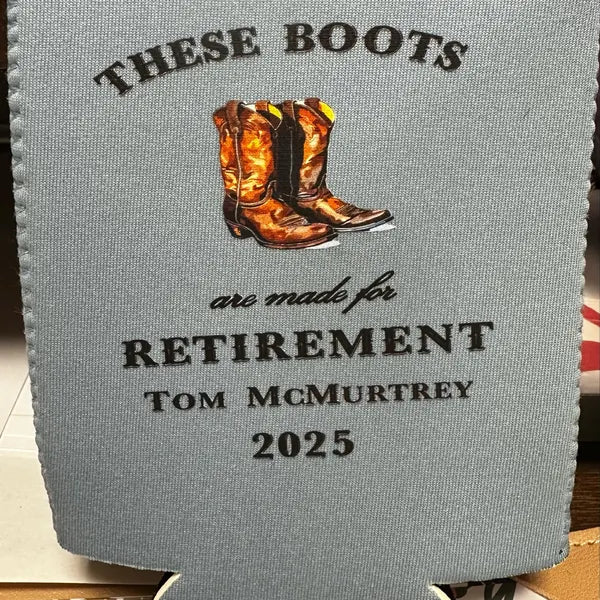 THESE BOOTS
are made for
RETIREMENT
TOM MCMURTREY
2025